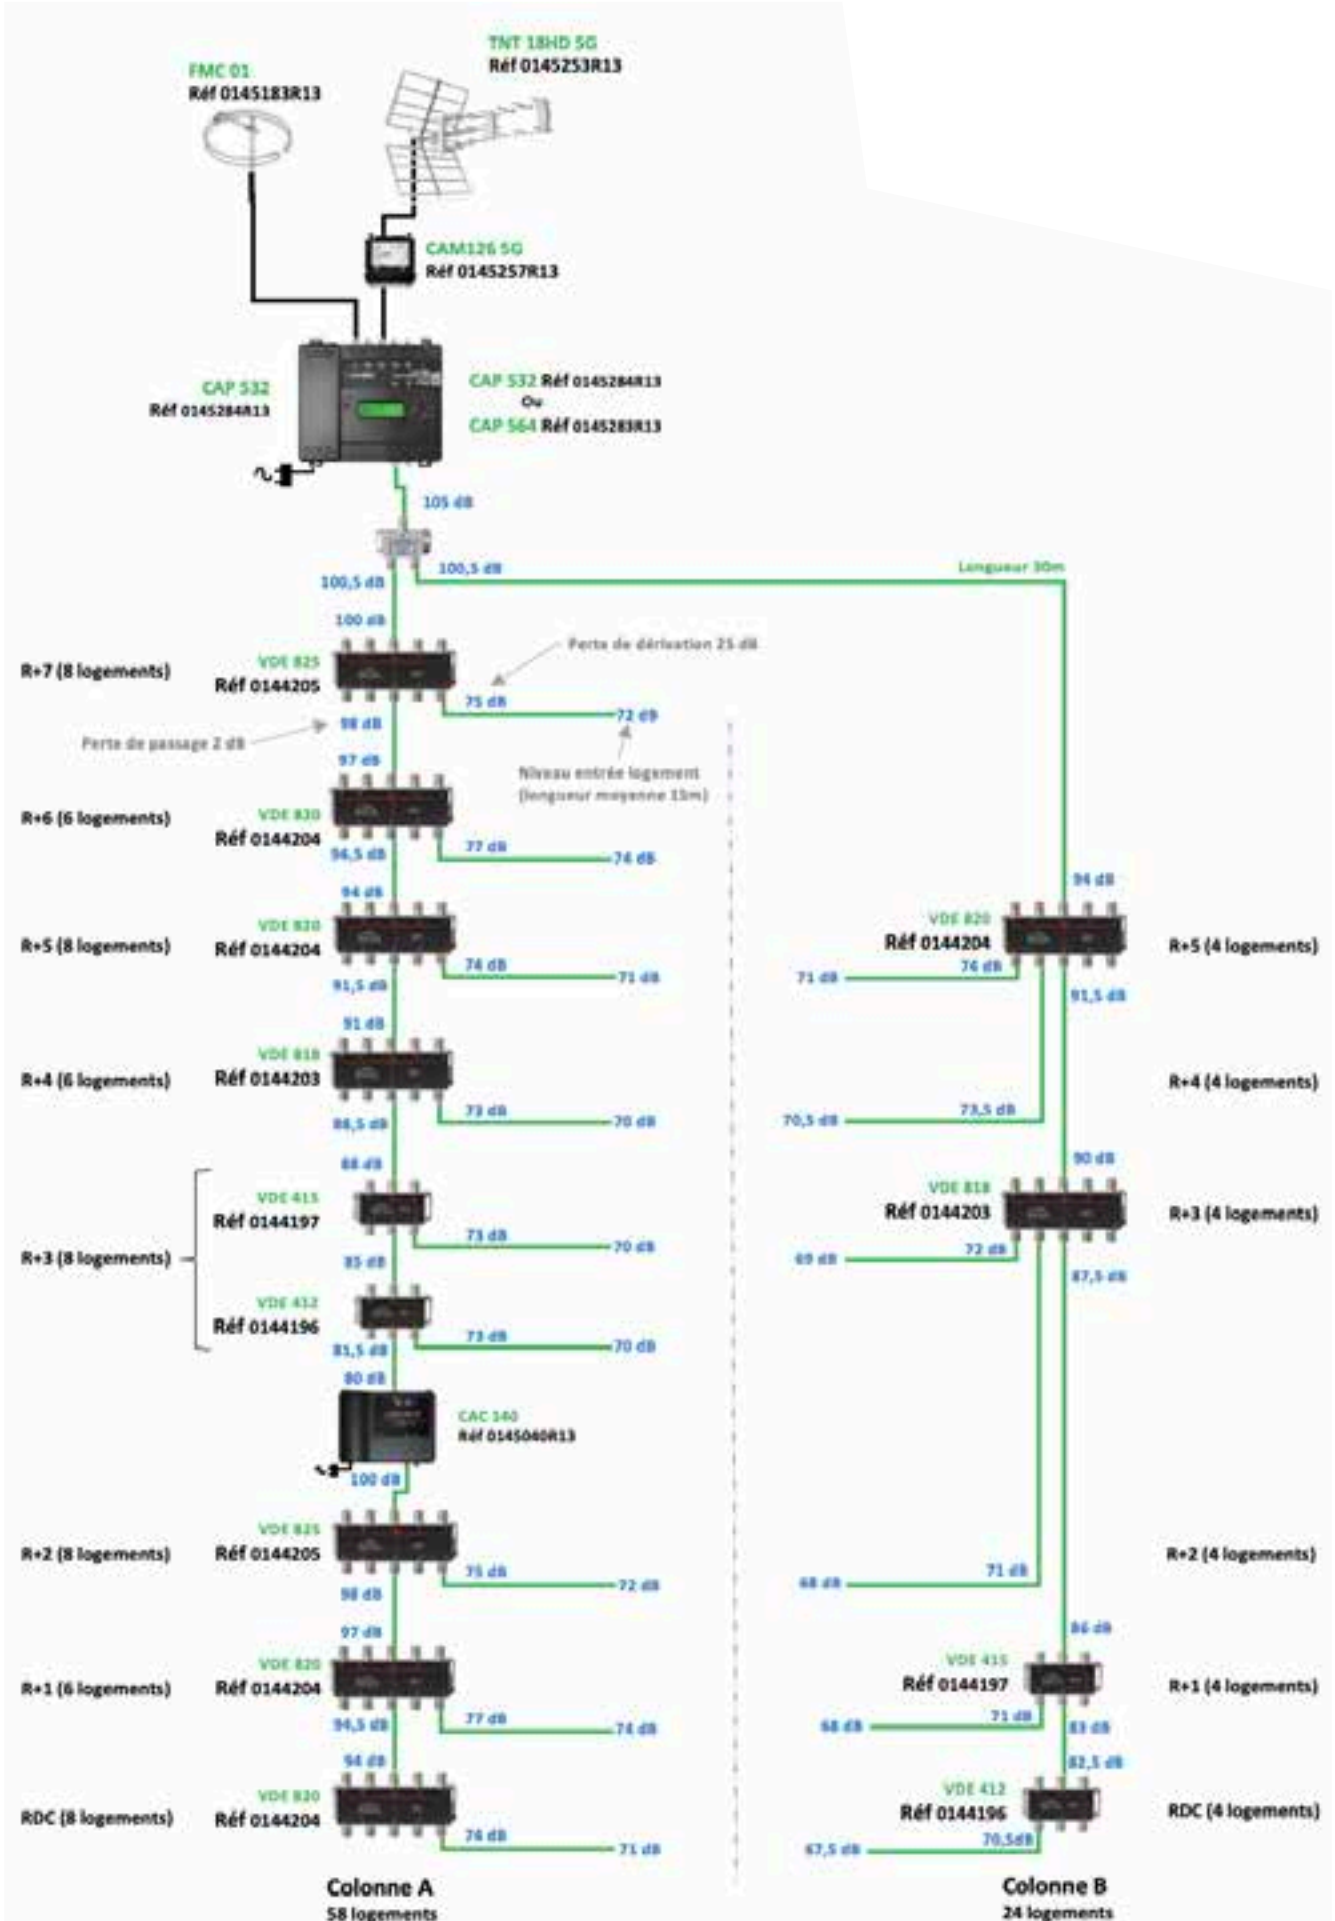 TNT 18HD 5G
Réf 0145253R13
FMC 01
Réf 0145183R13
CAM126 5G
Réf 0145257R13
CAP 532
Réf 0145284R13
CAP 532 Réf 0145284R13
Ou
CAP 564 Réf 0145283R13
105 dB
100,5 dB
100,5 dB
Longueur 30m
100 dB
Perte de dérivation 25 dB
R+7 (8 logements)
VDE 825
Réf 0144205
75 dB
72 dB
98 dB
Perte de passage 2 dB
97 dB
Niveau entrée logement
(longueur moyenne 15m)
R+6 (6 logements)
VDE 820
Réf 0144204
77 dB
74 dB
94,5 dB
94 dB
R+5 (8 logements)
VDE 820
Réf 0144204
74 dB
71 dB
91,5 dB
91 dB
R+4 (6 logements)
VDE 818
Réf 0144203
73 dB
70 dB
88,5 dB
88 dB
R+3 (8 logements)
VDE 415
Réf 0144197
73 dB
70 dB
85 dB
VDE 412
Réf 0144196
73 dB
70 dB
81,5 dB
80 dB
CAC 140
Réf 0145040R13
100 dB
R+2 (8 logements)
VDE 825
Réf 0144205
75 dB
72 dB
98 dB
97 dB
R+1 (6 logements)
VDE 820
Réf 0144204
77 dB
74 dB
94,5 dB
94 dB
RDC (8 logements)
VDE 820
Réf 0144204
74 dB
71 dB
Colonne A
58 logements
94 dB
VDE 820
Réf 0144204
R+5 (4 logements)
74 dB
71 dB
91,5 dB
R+4 (4 logements)
73,5 dB
70,5 dB
90 dB
VDE 818
Réf 0144203
R+3 (4 logements)
72 dB
69 dB
87,5 dB
R+2 (4 logements)
71 dB
68 dB
86 dB
VDE 415
Réf 0144197
R+1 (4 logements)
71 dB
68 dB
83 dB
82,5 dB
VDE 412
Réf 0144196
RDC (4 logements)
70,5dB
67,5 dB
Colonne B
24 logements